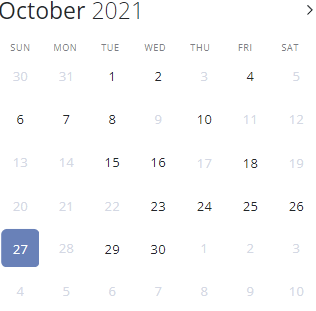 October 2021
SUN MON TUE WED THU FRI SAT
30 31 1 2 3 4 5
6 7 8 9 10 11 12
13 14 15 16 17 18 19
20 21 22 23 24 25 26
27 28 29 30 1 2 3
4 5 6 7 8 9 10